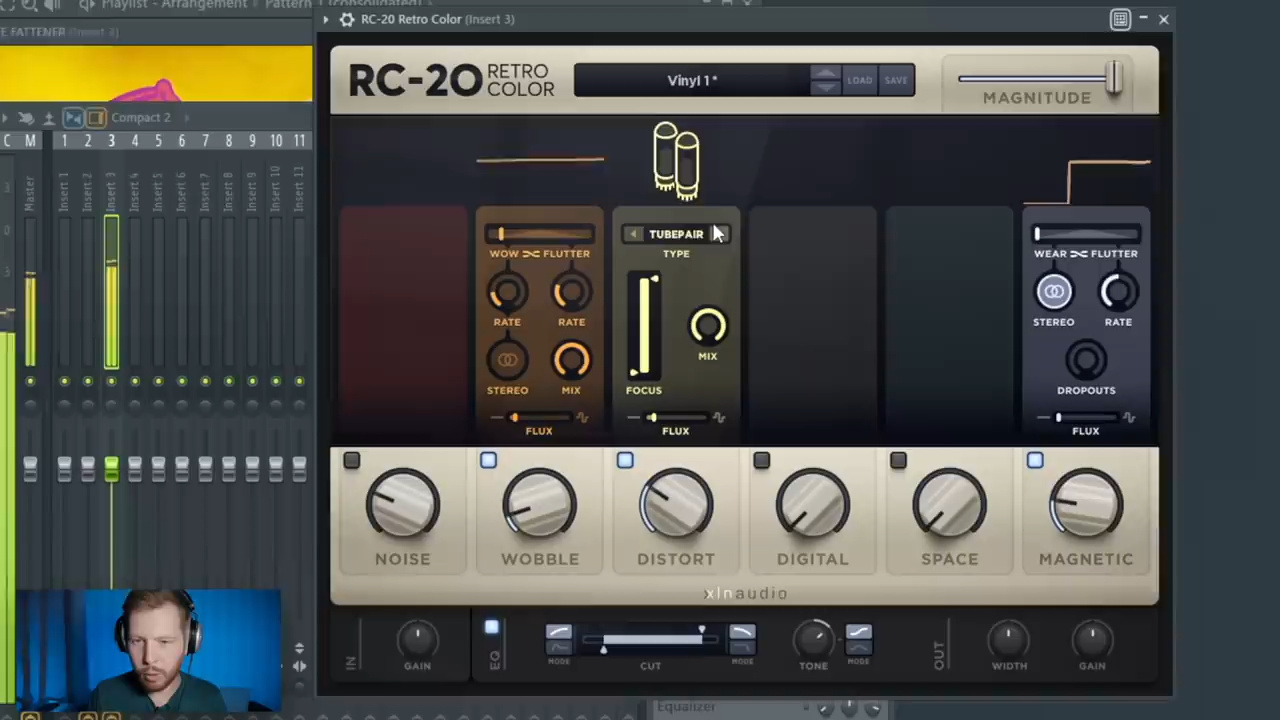 Playlist - Arrangement
Pattern
(consolidated)
E FATTENER (Insert 3)
RC-20 Retro Color (Insert 3)
Compact 2
C M 1 2 3 4 5 6 7 8 9 10 11
Master
Insert 1
Insert 2
Insert 3
Insert 4
Insert 5
Insert 6
Insert 7
Insert 8
Insert 9
Insert 10
Insert 11
RC-20 RETRO COLOR
Vinyl 1*
LOAD SAVE
MAGNITUDE
WOW FLUTTER
RATE RATE
STEREO MIX
FLUX
TUBEPAIR
TYPE
MIX
FOCUS
FLUX
WEAR FLUTTER
STEREO RATE
DROPOUTS
FLUX
NOISE WOBBLE DISTORT DIGITAL SPACE MAGNETIC
xlnaudio
IN
GAIN
EQ
MODE
CUT
MODE
TONE
MODE
OUT
WIDTH
GAIN
Equalizer